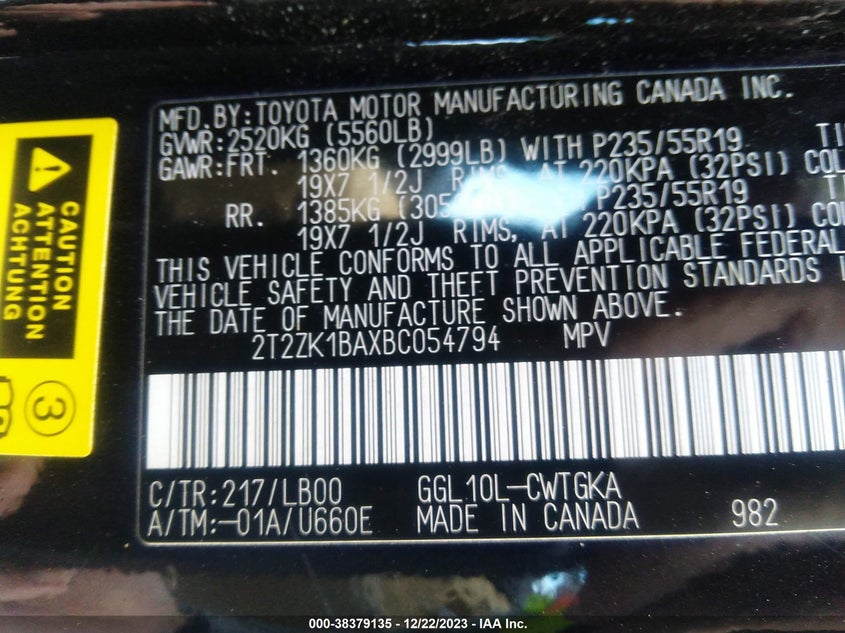 MFD.BY:TOYOTA MOTOR MANUFACTURING CANADA INC.
GVWR:2520KG (5560LB)
GAWR:FRT. 1360KG (2999LB) WITH P235/55R19
19X7 1/2J RIMS, AT 220KPA (32PSI)
RR. 1385KG P235/55R19
19X7 1/2J RIMS, AT 220KPA (32PSI)
THIS VEHICLE CONFORMS TO ALL APPLICABLE FEDERAL
VEHICLE SAFETY AND THEFT PREVENTION STANDARDS
THE DATE OF MANUFACTURE SHOWN ABOVE.
2T2ZK1BAXBC054794 MPV
C/TR:217/LB00 GGL10L-CWTGKA
A/TM:-01A/U660E MADE IN CANADA 982
CAUTION
ATTENTION
ACHTUNG
3
000-38379135 - 12/22/2023 - IAA Inc.